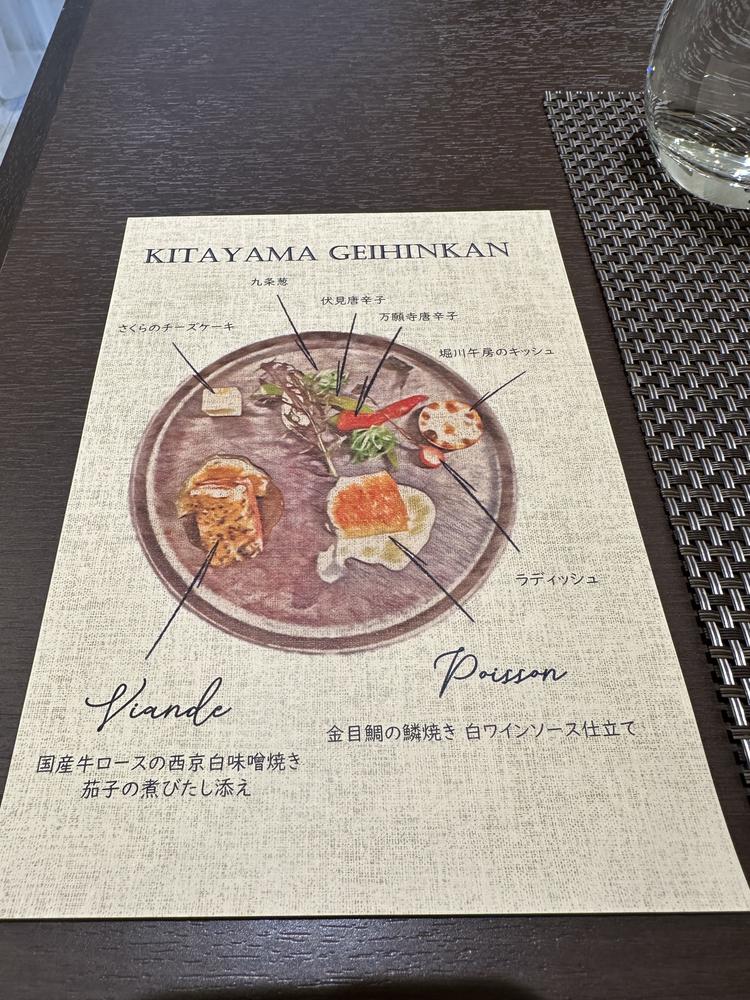 KITAYAMA GEIHINKAN
九条葱
伏見唐辛子
万願寺唐辛子
さくらのチーズケーキ
堀川午房のキッシュ
ラディッシュ
Poisson
Viande
金目鯛の鱗焼き 白ワインソース仕立て
国産牛ロースの西京白味噌焼き
茄子の煮びたし添え